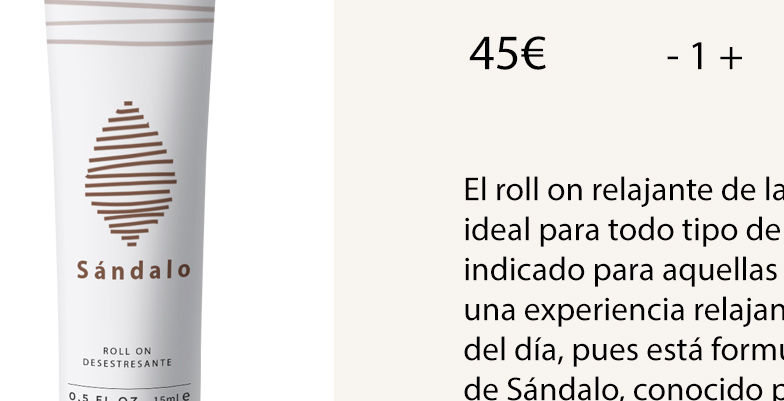 45€
- 1 +
Sándalo
ROLL ON
DESESTRESANTE
0.5 FL OZ 15ml e
El roll on relajante de la
ideal para todo tipo de
indicado para aquellas
una experiencia relajan
del día, pues está formu
de Sándalo, conocido p